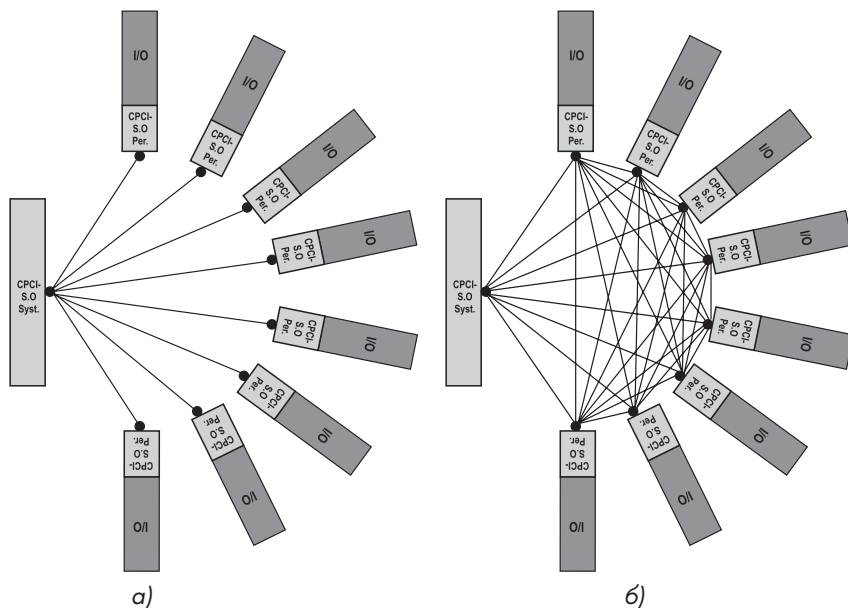 I/O
CPCI-
S.O
Per.
I/O
CPCI-
S.O
Per.
I/O
CPCI-
S.O
Per.
I/O
CPCI-
S.O
Per.
CPCI-
S.O
Syst.
I/O
CPCI-
S.O
Per.
I/O
CPCI-
S.O
Per.
I/O
CPCI-
S.O
Per.
I/O
CPCI-
S.O
Per.
а)
I/O
CPCI-
S.O
Per.
I/O
CPCI-
S.O
Per.
I/O
CPCI-
S.O
Per.
I/O
CPCI-
S.O
Per.
CPCI-
S.O
Syst.
I/O
CPCI-
S.O
Per.
I/O
CPCI-
S.O
Per.
I/O
CPCI-
S.O
Per.
I/O
CPCI-
S.O
Per.
б)